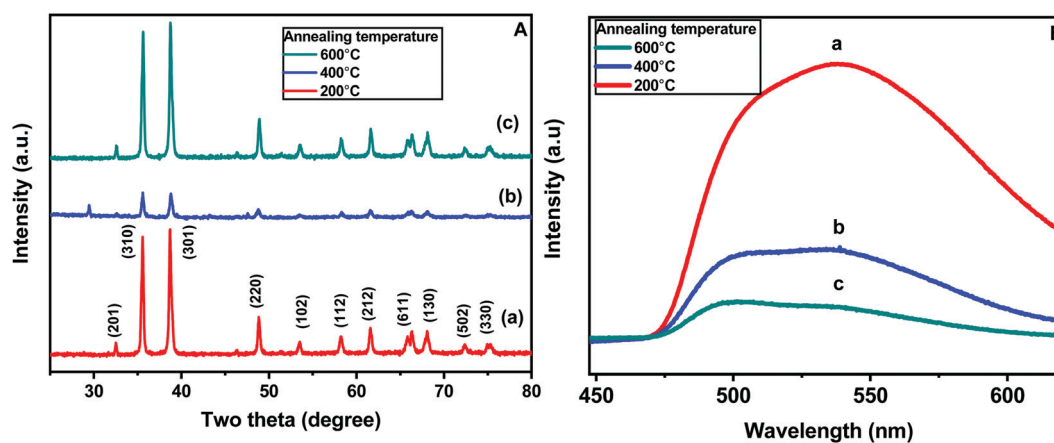 A
Annealing temperature
600°C
400°C
200°C
(c)
(b)
(a)
(201)
(310)
(301)
(220)
(102)
(112)
(212)
(611)
(130)
(502)
(330)
Intensity (a.u.)
30 40 50 60 70 80
Two theta (degree)
Annealing temperature
600°C
400°C
200°C
a
b
c
Intensity (a.u)
450 500 550 600
Wavelength (nm)